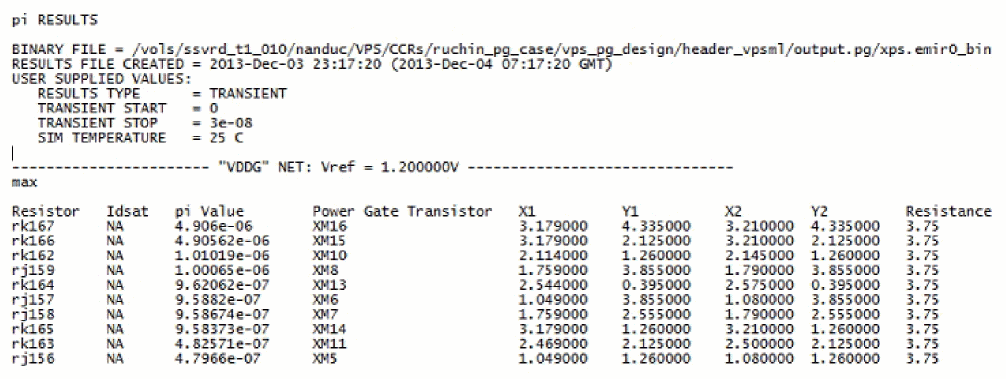 pi RESULTS
BINARY FILE = /vols/ssvrd_t1_010/nanduc/VPS/CCRs/ruchin_pg_case/vps_pg_design/header_vpsml/output.pg/xps.emir0_bin
RESULTS FILE CREATED = 2013-Dec-03 23:17:20 (2013-Dec-04 07:17:20 GMT)
USER SUPPLIED VALUES:
RESULTS TYPE = TRANSIENT
TRANSIENT START = 0
TRANSIENT STOP = 3e-08
SIM TEMPERATURE = 25 C
----------------------- "VDDG" NET: Vref = 1.200000V -------------------------------
max
Resistor Idsat pi Value Power Gate Transistor X1 Y1 X2 Y2 Resistance
rk167 NA 4.906e-06 XM16 3.179000 4.335000 3.210000 4.335000 3.75
rk166 NA 4.90562e-06 XM15 3.179000 2.125000 3.210000 2.125000 3.75
rk162 NA 1.01019e-06 XM10 2.114000 1.260000 2.145000 1.260000 3.75
rj159 NA 1.00065e-06 XM8 1.759000 3.855000 1.790000 3.855000 3.75
rk164 NA 9.62062e-07 XM13 2.544000 0.395000 2.575000 0.395000 3.75
rj157 NA 9.5882e-07 XM6 1.049000 3.855000 1.080000 3.855000 3.75
rj158 NA 9.58674e-07 XM7 1.759000 2.555000 1.790000 2.555000 3.75
rk165 NA 9.58373e-07 XM14 3.179000 1.260000 3.210000 1.260000 3.75
rk163 NA 4.82571e-07 XM11 2.469000 2.125000 2.500000 2.125000 3.75
rj156 NA 4.7966e-07 XM5 1.049000 1.260000 1.080000 1.260000 3.75